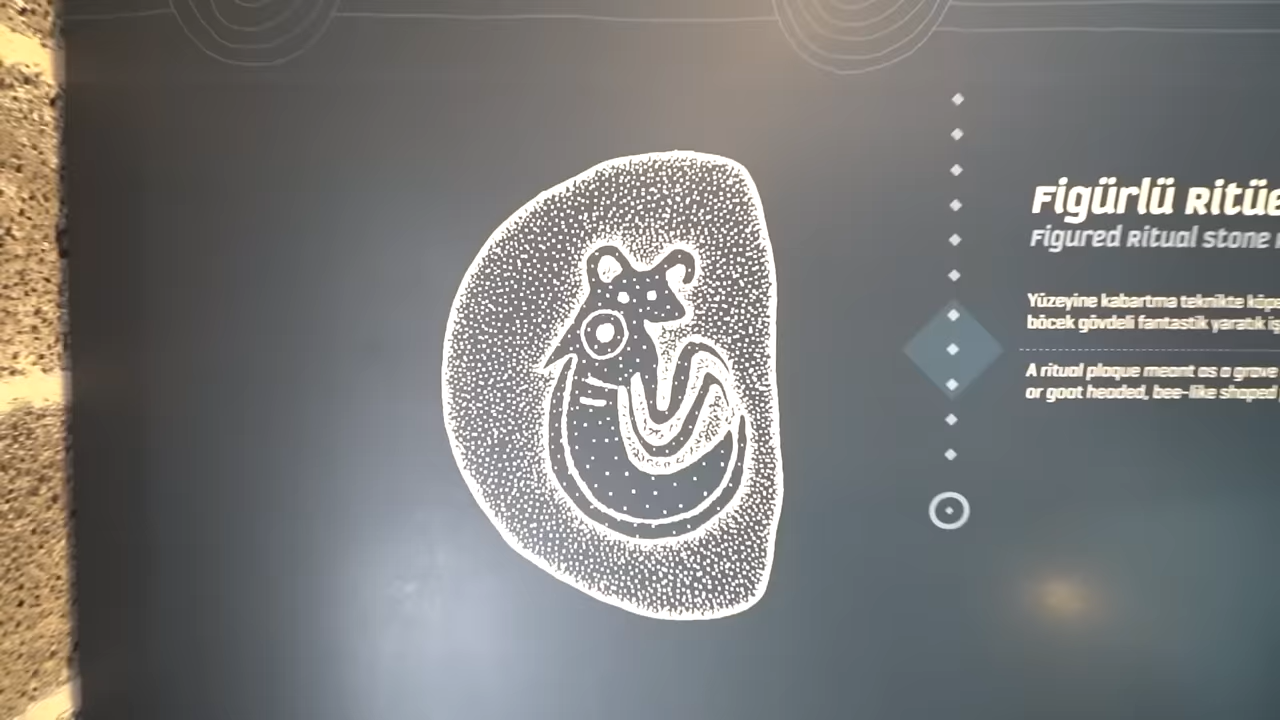 Figürlü Ritüe
Figured Ritual stone
Yüzeyine kabartma teknikte köpe
böcek gövdeli fantastik yaratık
A ritual plaque meant as a grave
or goat headed, bee-like shaped